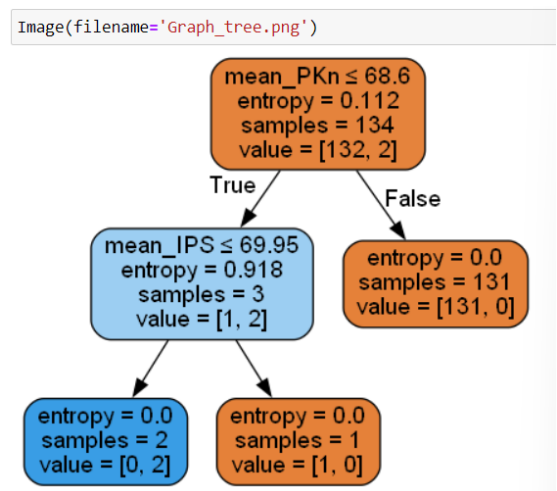 Image(filename='Graph_tree.png')
mean_PKn ≤ 68.6
entropy = 0.112
samples = 134
value = [132, 2]
True
False
mean_IPS ≤ 69.95
entropy = 0.918
samples = 3
value = [1, 2]
entropy = 0.0
samples = 131
value = [131, 0]
entropy = 0.0
samples = 2
value = [0, 2]
entropy = 0.0
samples = 1
value = [1, 0]